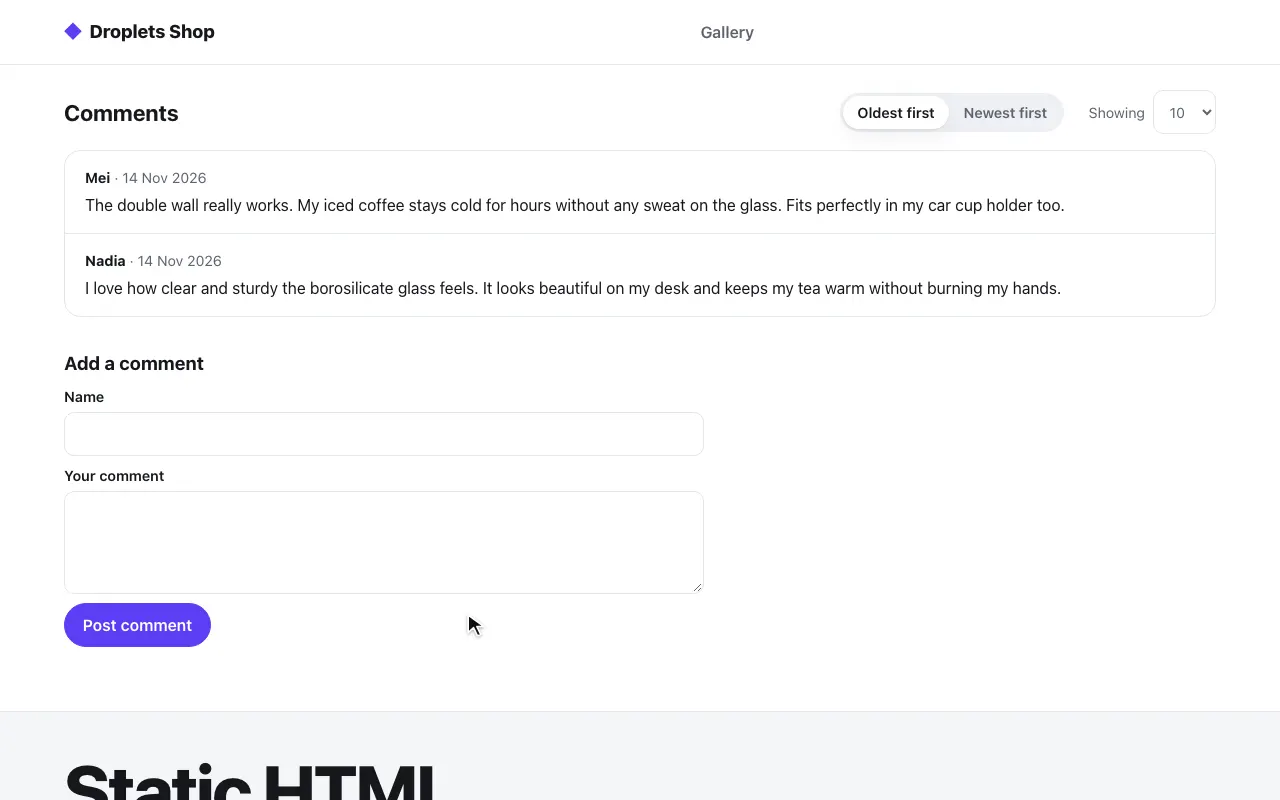 Droplets Shop
Gallery
Comments
Oldest first
Newest first
Showing
10
Mei · 14 Nov 2026
The double wall really works. My iced coffee stays cold for hours without any sweat on the glass. Fits perfectly in my car cup holder too.
Nadia · 14 Nov 2026
I love how clear and sturdy the borosilicate glass feels. It looks beautiful on my desk and keeps my tea warm without burning my hands.
Add a comment
Name
Your comment
Post comment
Static HTML